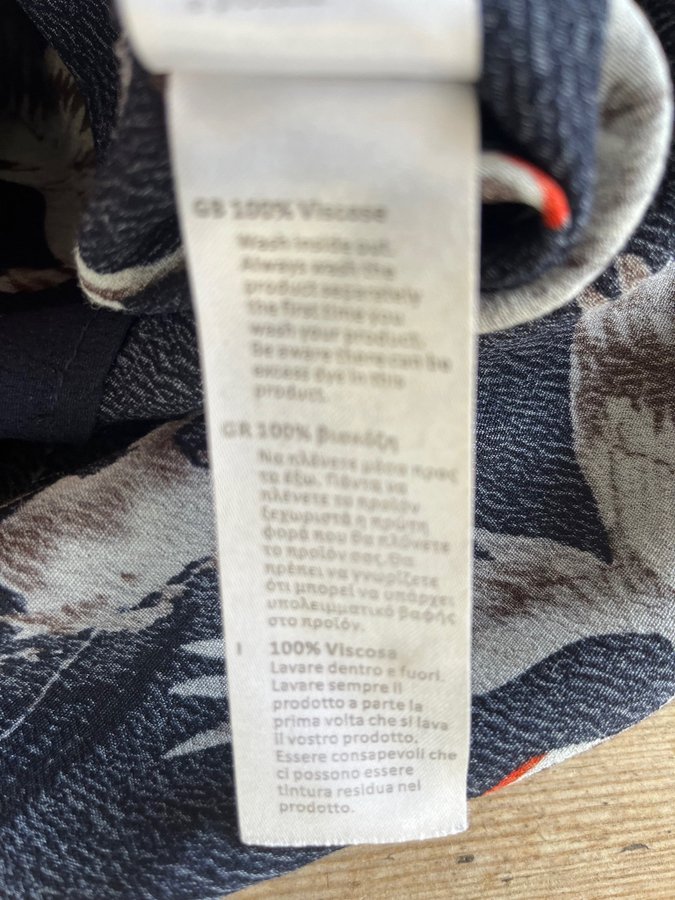 GB 100% Viscose
Wash inside out.
Always wash the
product separately
the first time you
wash your product.
Be aware there can be
excess dye in this
product.
GR 100% βισκόζη
Να πλένετε μέσα προς
τα έξω. Πάντα να
πλένετε το προϊόν
ξεχωριστά η πρώτη
φορά που θα πλύνετε
το προϊόν σας. Θα
πρέπει να γνωρίζετε
ότι μπορεί να υπάρχει
υπολειμματικό βαφής
στο προϊόν.
I 100% Viscosa
Lavare dentro e fuori.
Lavare sempre il
prodotto a parte la
prima volta che si lava
il vostro prodotto.
Essere consapevoli che
ci possono essere
tintura residua nel
prodotto.